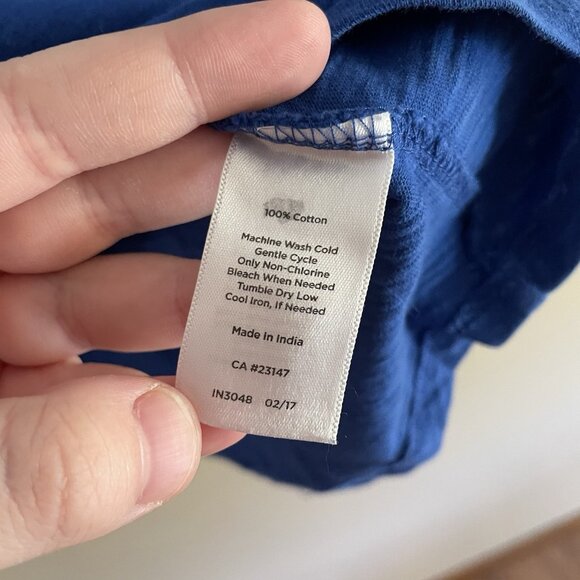 100% Cotton
Machine Wash Cold
Gentle Cycle
Only Non-Chlorine
Bleach When Needed
Tumble Dry Low
Cool Iron, If Needed
Made in India
CA #23147
IN3048 02/17